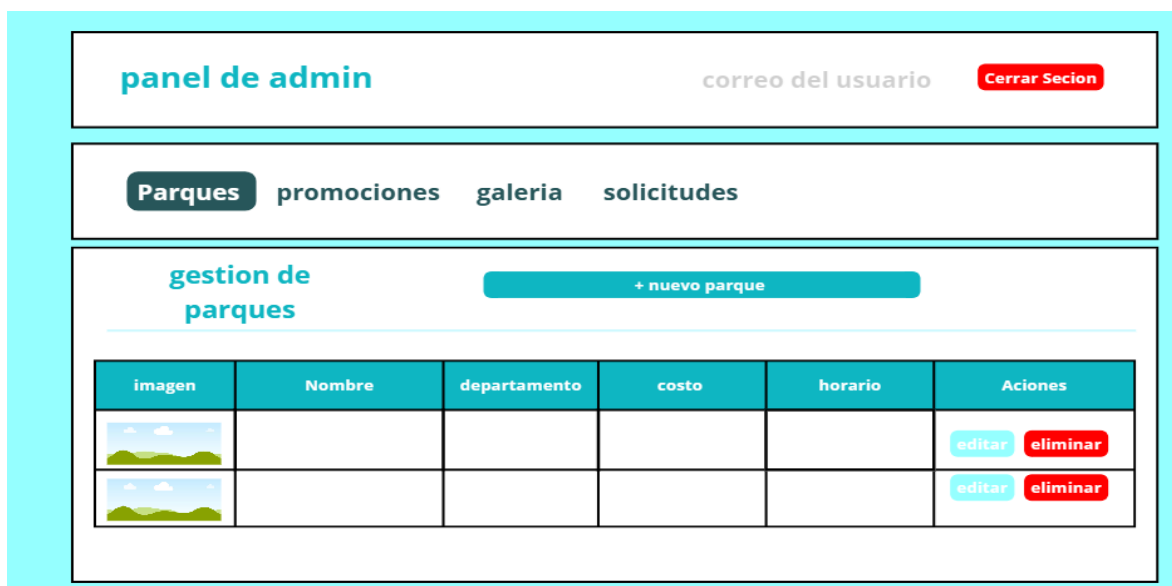 panel de admin
correo del usuario
Cerrar Secion
Parques
promociones
galeria
solicitudes
gestion de
parques
+ nuevo parque
imagen
Nombre
departamento
costo
horario
Aciones
editar
eliminar
editar
eliminar